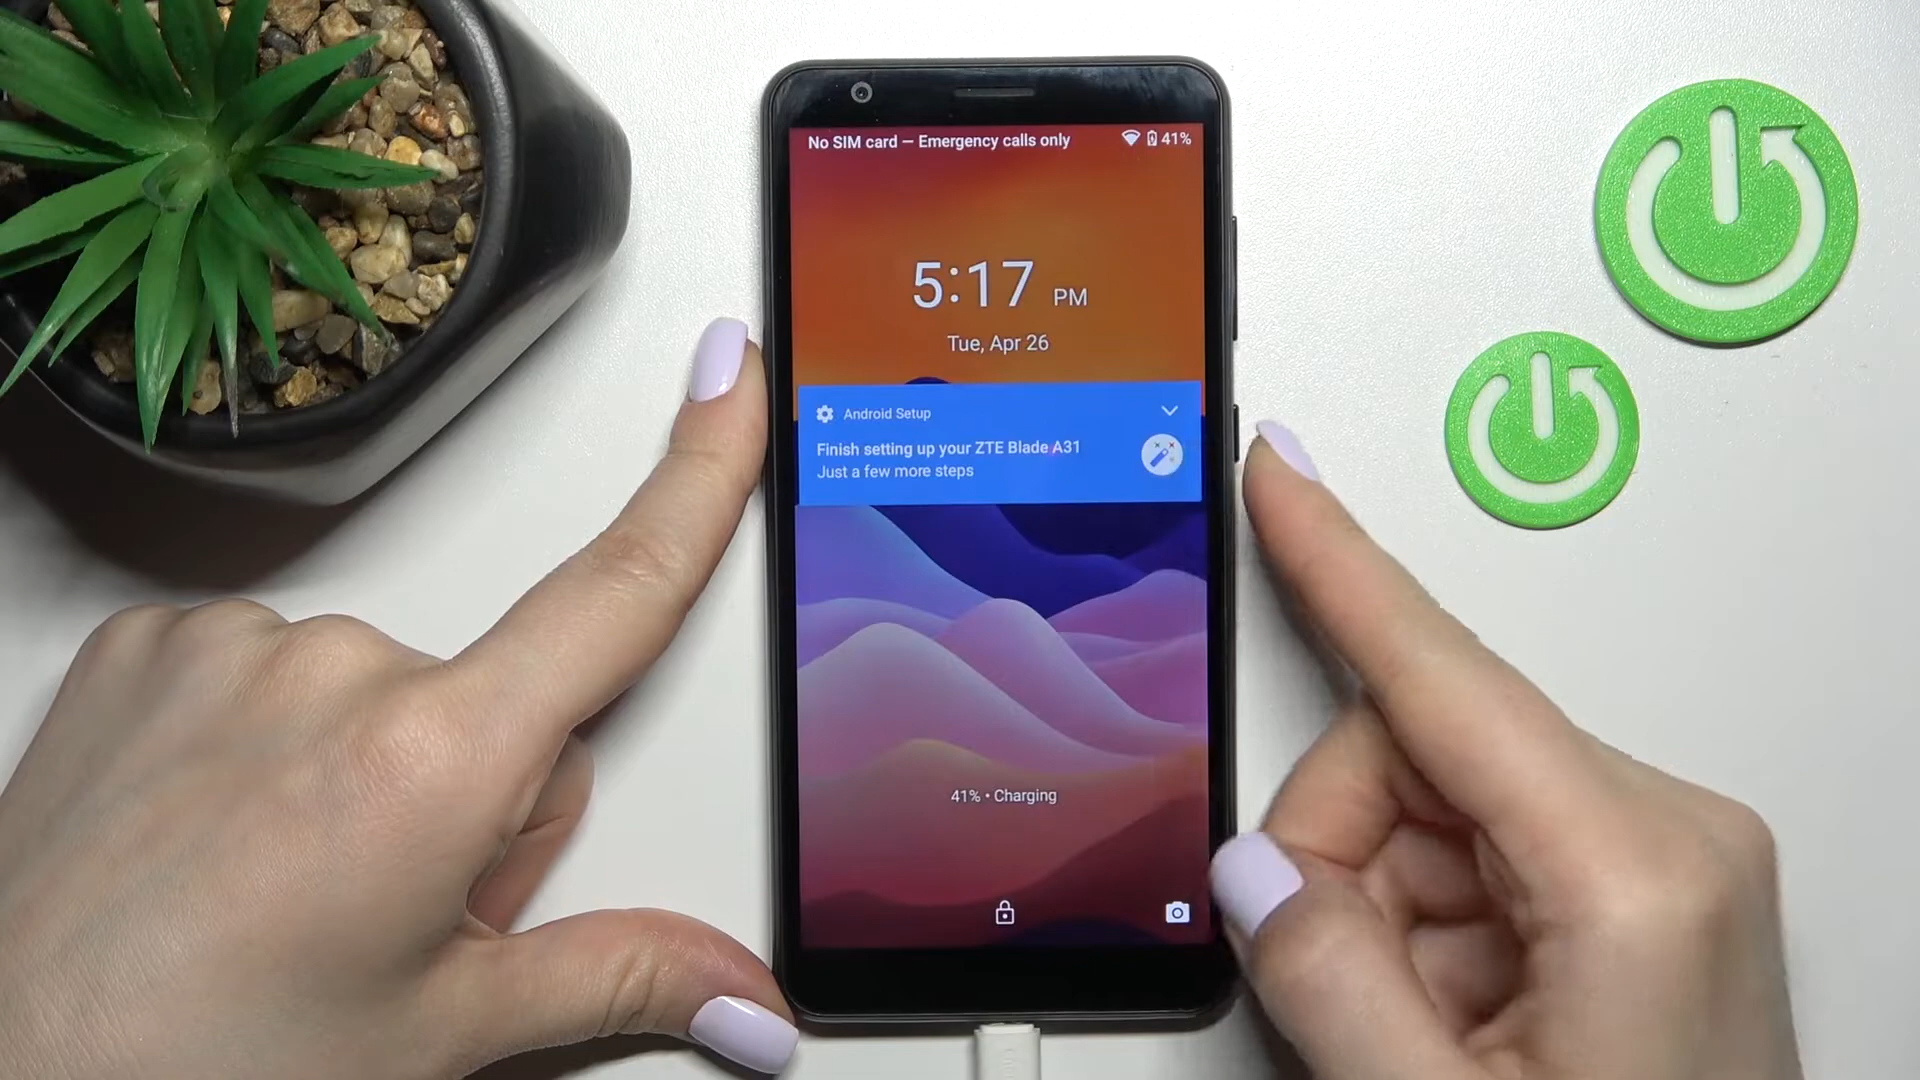 No SIM card — Emergency calls only 41%
5:17 PM
Tue, Apr 26
Android Setup
Finish setting up your ZTE Blade A31
Just a few more steps
41% • Charging